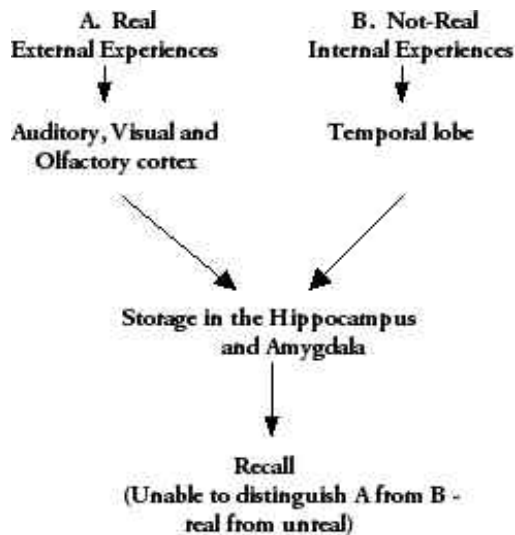 A. Real
External Experiences
B. Not-Real
Internal Experiences
Auditory, Visual and
Olfactory cortex
Temporal lobe
Storage in the Hippocampus
and Amygdala
Recall
(Unable to distinguish A from B -
real from unreal)